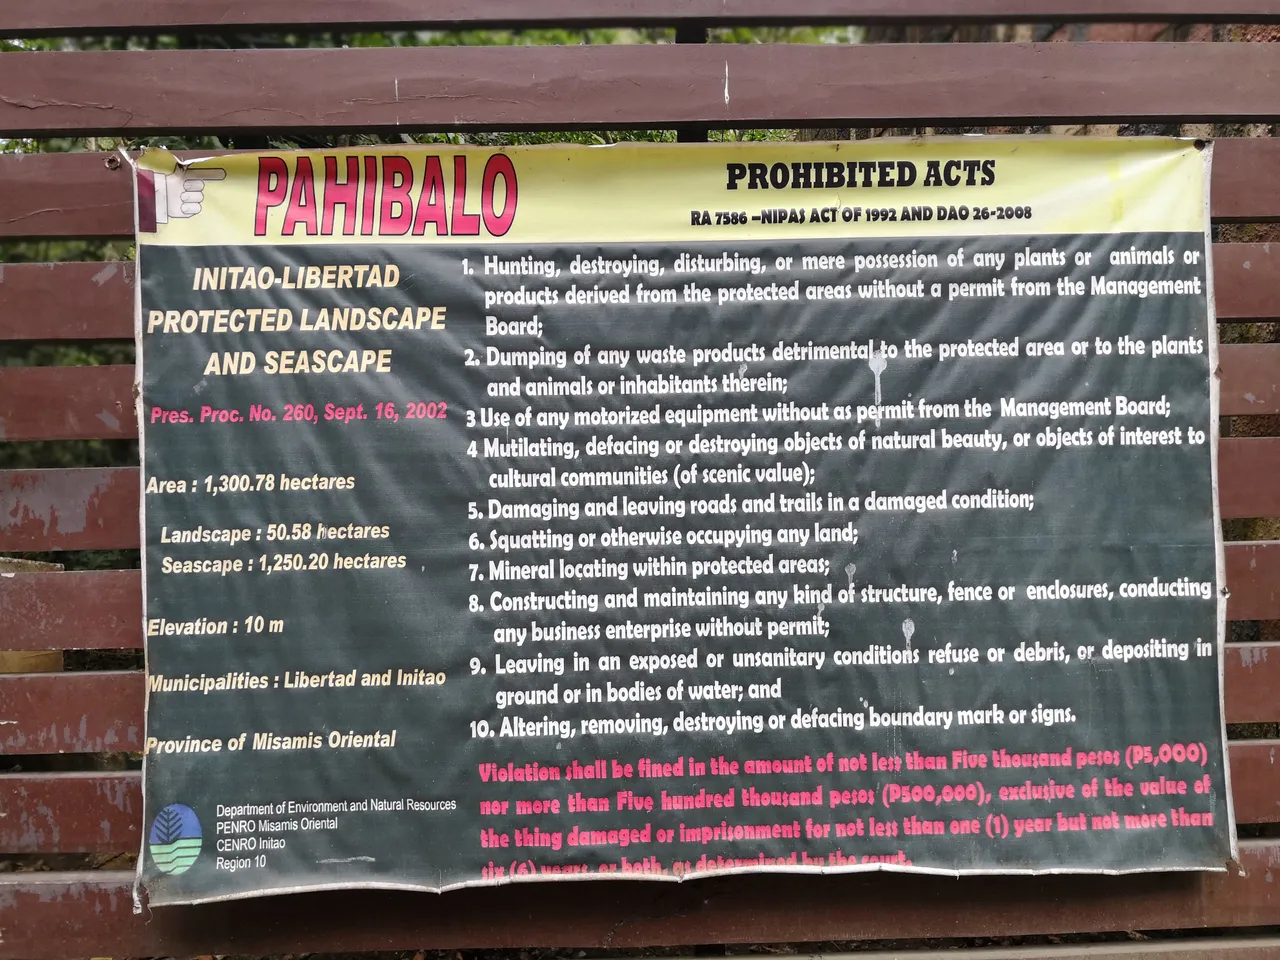 PAHIBALO
INITAO-LIBERTAD
PROTECTED LANDSCAPE
AND SEASCAPE
Pres. Proc. No. 260, Sept. 16, 2002
Area : 1,300.78 hectares
Landscape : 50.58 hectares
Seascape : 1,250.20 hectares
Elevation : 10 m
Municipalities : Libertad and Initao
Province of Misamis Oriental
Department of Environment and Natural Resources
PENRO Misamis Oriental
CENRO Initao
Region 10
PROHIBITED ACTS
RA 7586 –NIPAS ACT OF 1992 AND DAO 26-2008
1. Hunting, destroying, disturbing, or mere possession of any plants or animals or
products derived from the protected areas without a permit from the Management
Board;
2. Dumping of any waste products detrimental to the protected area or to the plants
and animals or inhabitants therein;
3 Use of any motorized equipment without as permit from the Management Board;
4 Mutilating, defacing or destroying objects of natural beauty, or objects of interest to
cultural communities (of scenic value);
5. Damaging and leaving roads and trails in a damaged condition;
6. Squatting or otherwise occupying any land;
7. Mineral locating within protected areas;
8. Constructing and maintaining any kind of structure, fence or enclosures, conducting
any business enterprise without permit;
9. Leaving in an exposed or unsanitary conditions refuse or debris, or depositing in
ground or in bodies of water; and
10. Altering, removing, destroying or defacing boundary mark or signs.
Violation shall be fined in the amount of not less than Five thousand pesos (P5,000)
nor more than Five hundred thousand pesos (P500,000), exclusive of the value of
the thing damaged or imprisonment for not less than one (1) year but not more than
six (6) years, or both, as determined by the court.